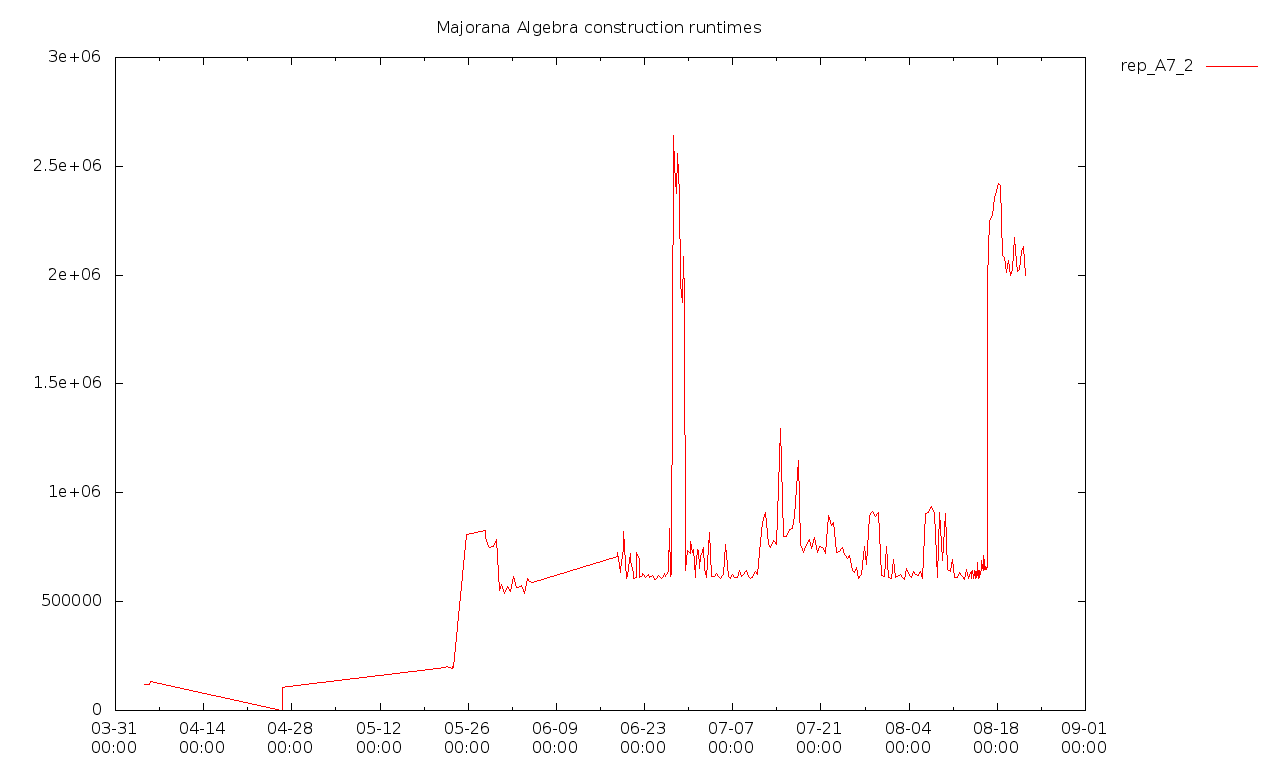 Majorana Algebra construction runtimes
rep_A7_2
3e+06
2.5e+06
2e+06
1.5e+06
1e+06
500000
0
03-31 04-14 04-28 05-12 05-26 06-09 06-23 07-07 07-21 08-04 08-18 09-01
00:00 00:00 00:00 00:00 00:00 00:00 00:00 00:00 00:00 00:00 00:00 00:00